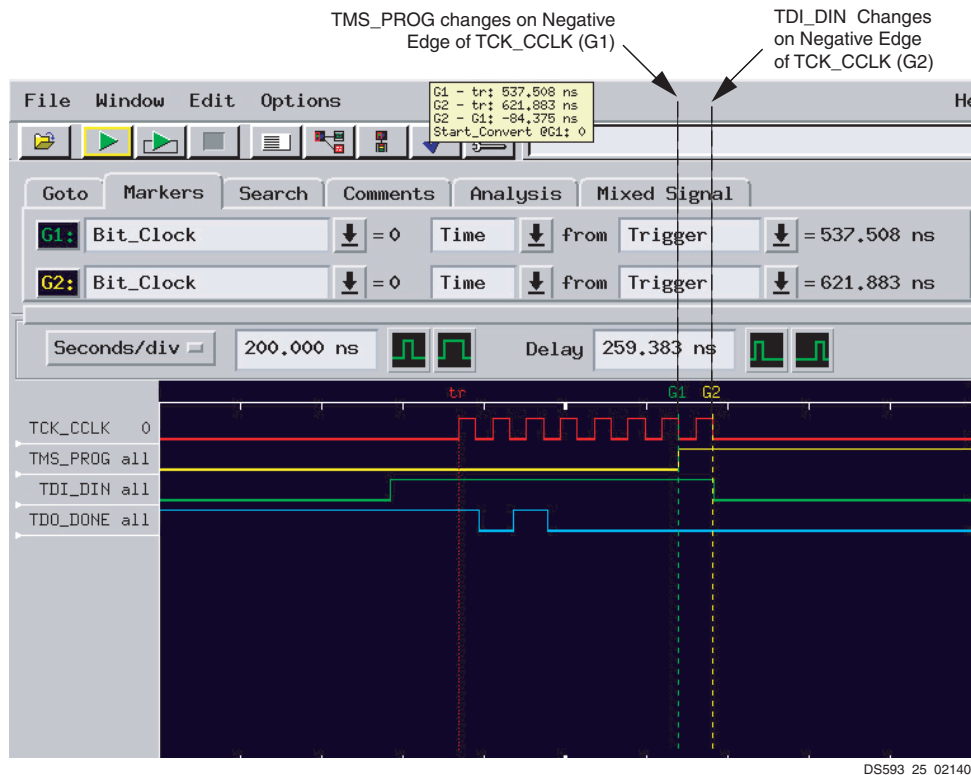 TMS_PROG changes on Negative
Edge of TCK_CCLK (G1)
TDI_DIN Changes
on Negative Edge
of TCK_CCLK (G2)
File Window Edit Options
G1 - tr: 537.508 ns
G2 - tr: 621.883 ns
G2 - G1: -84.375 ns
Start_Convert @G1: 0
Goto Markers Search Comments Analysis Mixed Signal
G1: Bit_Clock = 0 Time from Trigger = 537.508 ns
G2: Bit_Clock = 0 Time from Trigger = 621.883 ns
Seconds/div 200.000 ns Delay 259.383 ns
tr G1 G2
TCK_CCLK 0
TMS_PROG all
TDI_DIN all
TDO_DONE all
DS593_25_02140